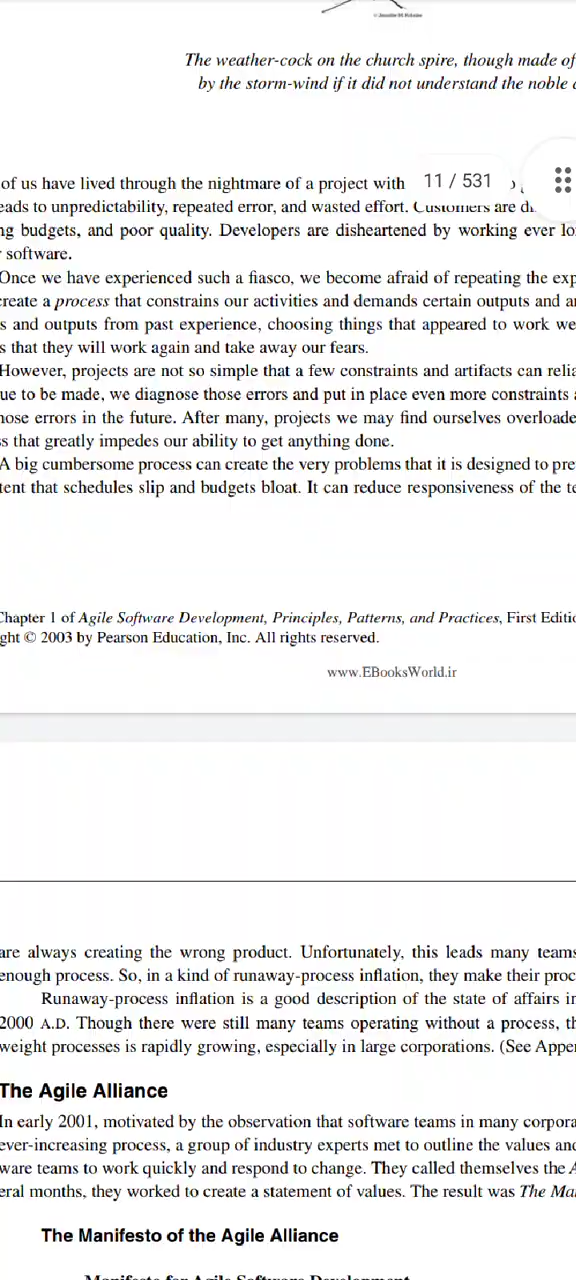 The weather-cock on the church spire, though made of
by the storm-wind if it did not understand the noble
of us have lived through the nightmare of a project with
11 / 531
eads to unpredictability, repeated error, and wasted effort. Customers are
ng budgets, and poor quality. Developers are disheartened by working ever lo
software.
Once we have experienced such a fiasco, we become afraid of repeating the exp
create a process that constrains our activities and demands certain outputs and ar
s and outputs from past experience, choosing things that appeared to work we
s that they will work again and take away our fears.
However, projects are not so simple that a few constraints and artifacts can relia
ue to be made, we diagnose those errors and put in place even more constraints
hose errors in the future. After many, projects we may find ourselves overloade
ss that greatly impedes our ability to get anything done.
A big cumbersome process can create the very problems that it is designed to pre
tent that schedules slip and budgets bloat. It can reduce responsiveness of the te
Chapter 1 of Agile Software Development, Principles, Patterns, and Practices, First Editio
ght © 2003 by Pearson Education, Inc. All rights reserved.
www.EBooksWorld.ir
are always creating the wrong product. Unfortunately, this leads many teams
enough process. So, in a kind of runaway-process inflation, they make their proc
Runaway-process inflation is a good description of the state of affairs in
2000 A.D. Though there were still many teams operating without a process, th
weight processes is rapidly growing, especially in large corporations. (See Appen
The Agile Alliance
In early 2001, motivated by the observation that software teams in many corpora
ever-increasing process, a group of industry experts met to outline the values and
ware teams to work quickly and respond to change. They called themselves the A
eral months, they worked to create a statement of values. The result was The Ma
The Manifesto of the Agile Alliance
Manifesto for Agile Software Development